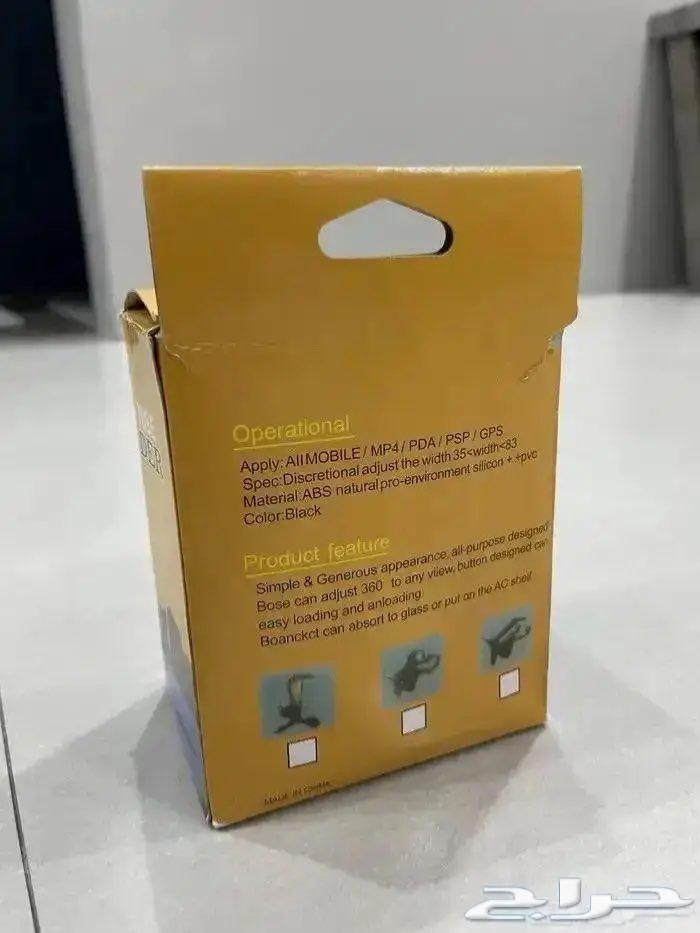 Operational
Apply:AllMOBILE/ MP4/ PDA / PSP / GPS
Spec:Discretional adjust the width 35<width<83
Material:ABS natural pro-environment silicon + +pvc
Color:Black
Product feature
Simple & Generous appearance, all-purpose designed
Bose can adjust 360 to any viiew, button designed can
easy loading and anloading
Boanckct can absort to glass or put on the AC shelf
MADE IN CHINA
حراج